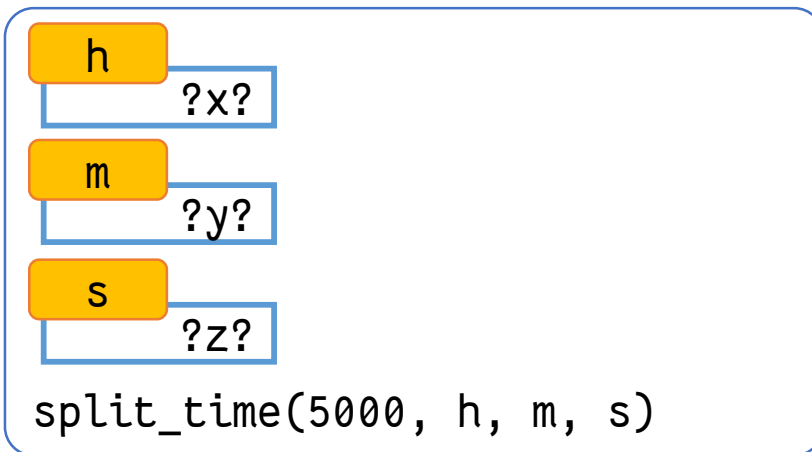 h
?x?
m
?y?
s
?z?
split_time(5000, h, m, s)